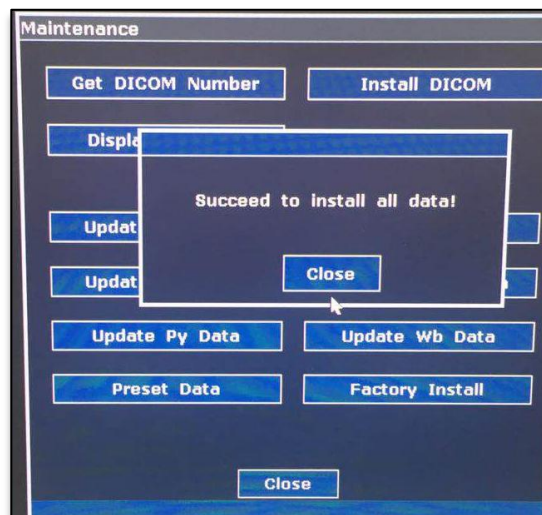 Maintenance
Get DICOM Number
Install DICOM
Succeed to install all data!
Close
Update Py Data
Update Wb Data
Preset Data
Factory Install
Close